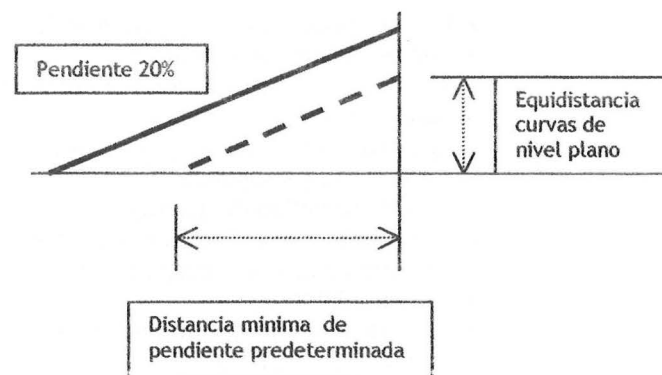 Pendiente 20%
Equidistancia
curvas de
nivel plano
Distancia minima de
pendiente predeterminada